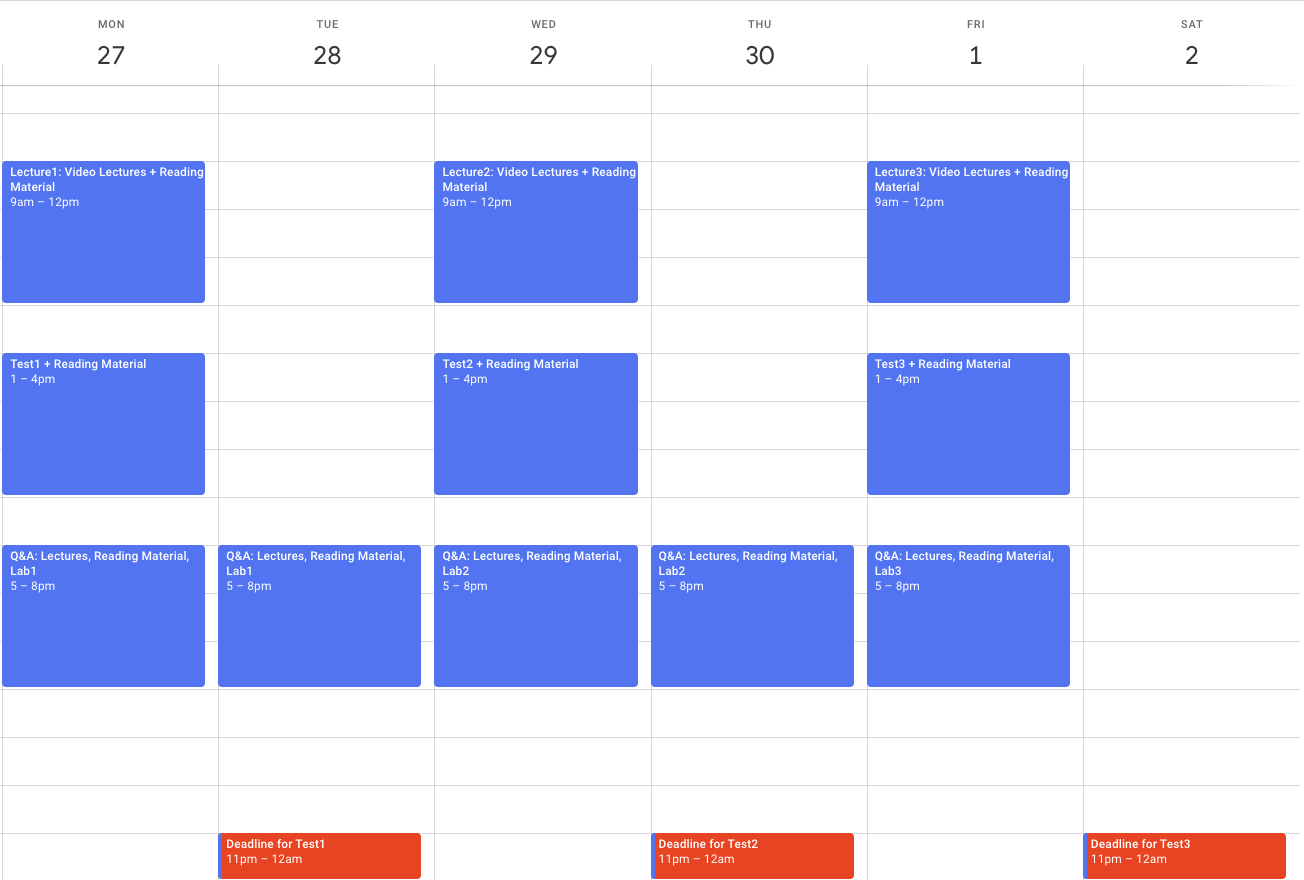 MON
TUE
WED
THU
FRI
SAT
27
28
29
30
1
2
Lecture1: Video Lectures + Reading
Material
9am – 12pm
Lecture2: Video Lectures + Reading
Material
9am – 12pm
Lecture3: Video Lectures + Reading
Material
9am – 12pm
Test1 + Reading Material
1 – 4pm
Test2 + Reading Material
1 – 4pm
Test3 + Reading Material
1 – 4pm
Q&A: Lectures, Reading Material,
Lab1
5 – 8pm
Q&A: Lectures, Reading Material,
Lab1
5 – 8pm
Q&A: Lectures, Reading Material,
Lab2
5 – 8pm
Q&A: Lectures, Reading Material,
Lab2
5 – 8pm
Q&A: Lectures, Reading Material,
Lab3
5 – 8pm
Deadline for Test1
11pm – 12am
Deadline for Test2
11pm – 12am
Deadline for Test3
11pm – 12am